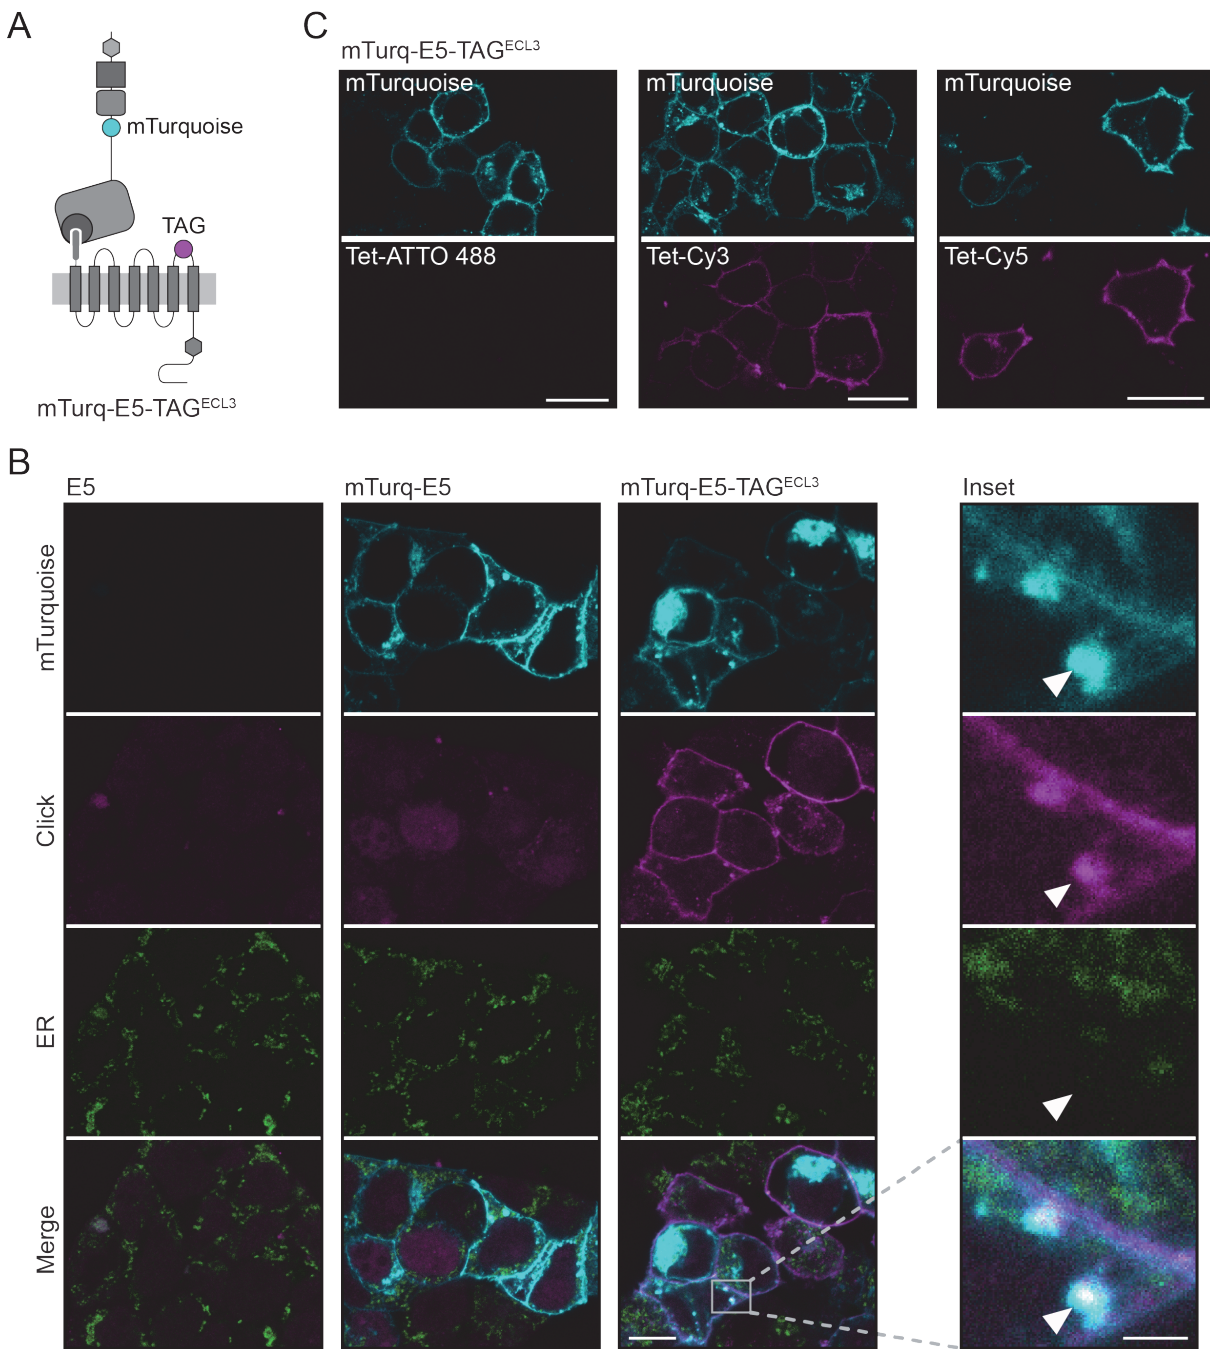 A
mTurquoise
TAG
mTurq-E5-TAG^ECL3
C
mTurq-E5-TAG^ECL3
mTurquoise
mTurquoise
mTurquoise
Tet-ATTO 488
Tet-Cy3
Tet-Cy5
B
E5
mTurq-E5
mTurq-E5-TAG^ECL3
Inset
mTurquoise
Click
ER
Merge